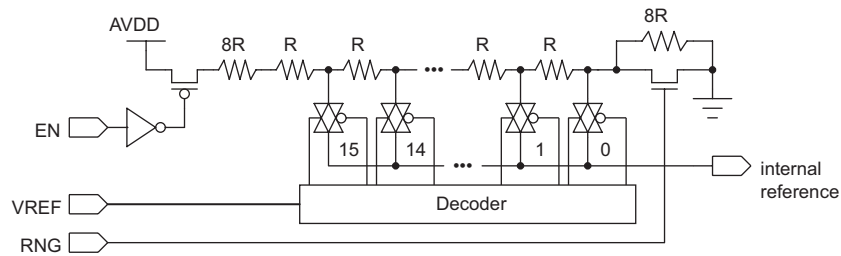 AVDD
8R
R
R
R
R
8R
•••
EN
15
14
•••
1
0
internal
reference
VREF
Decoder
RNG